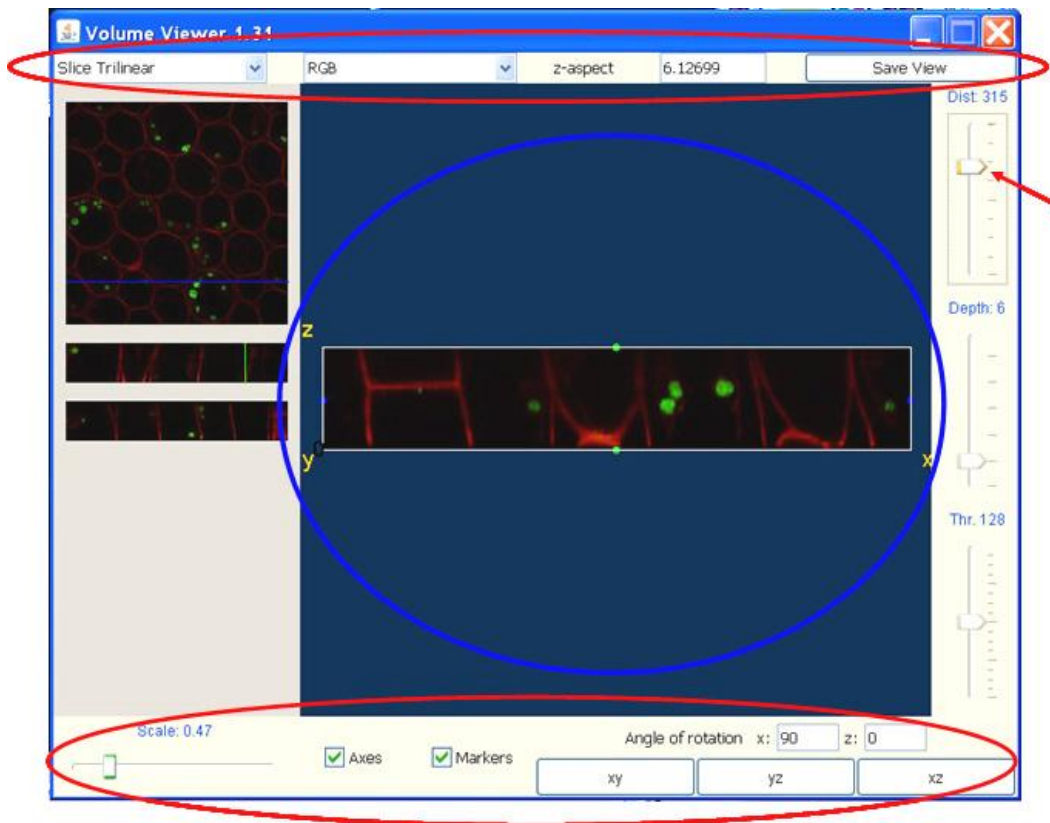 Volume Viewer 1.31
Slice Trilinear RGB z-aspect 6.12699 Save View
Dist: 315
Depth: 6
z
0
y x
Thr. 128
Scale: 0.47
Axes Markers Angle of rotation x: 90 z: 0
xy yz xz